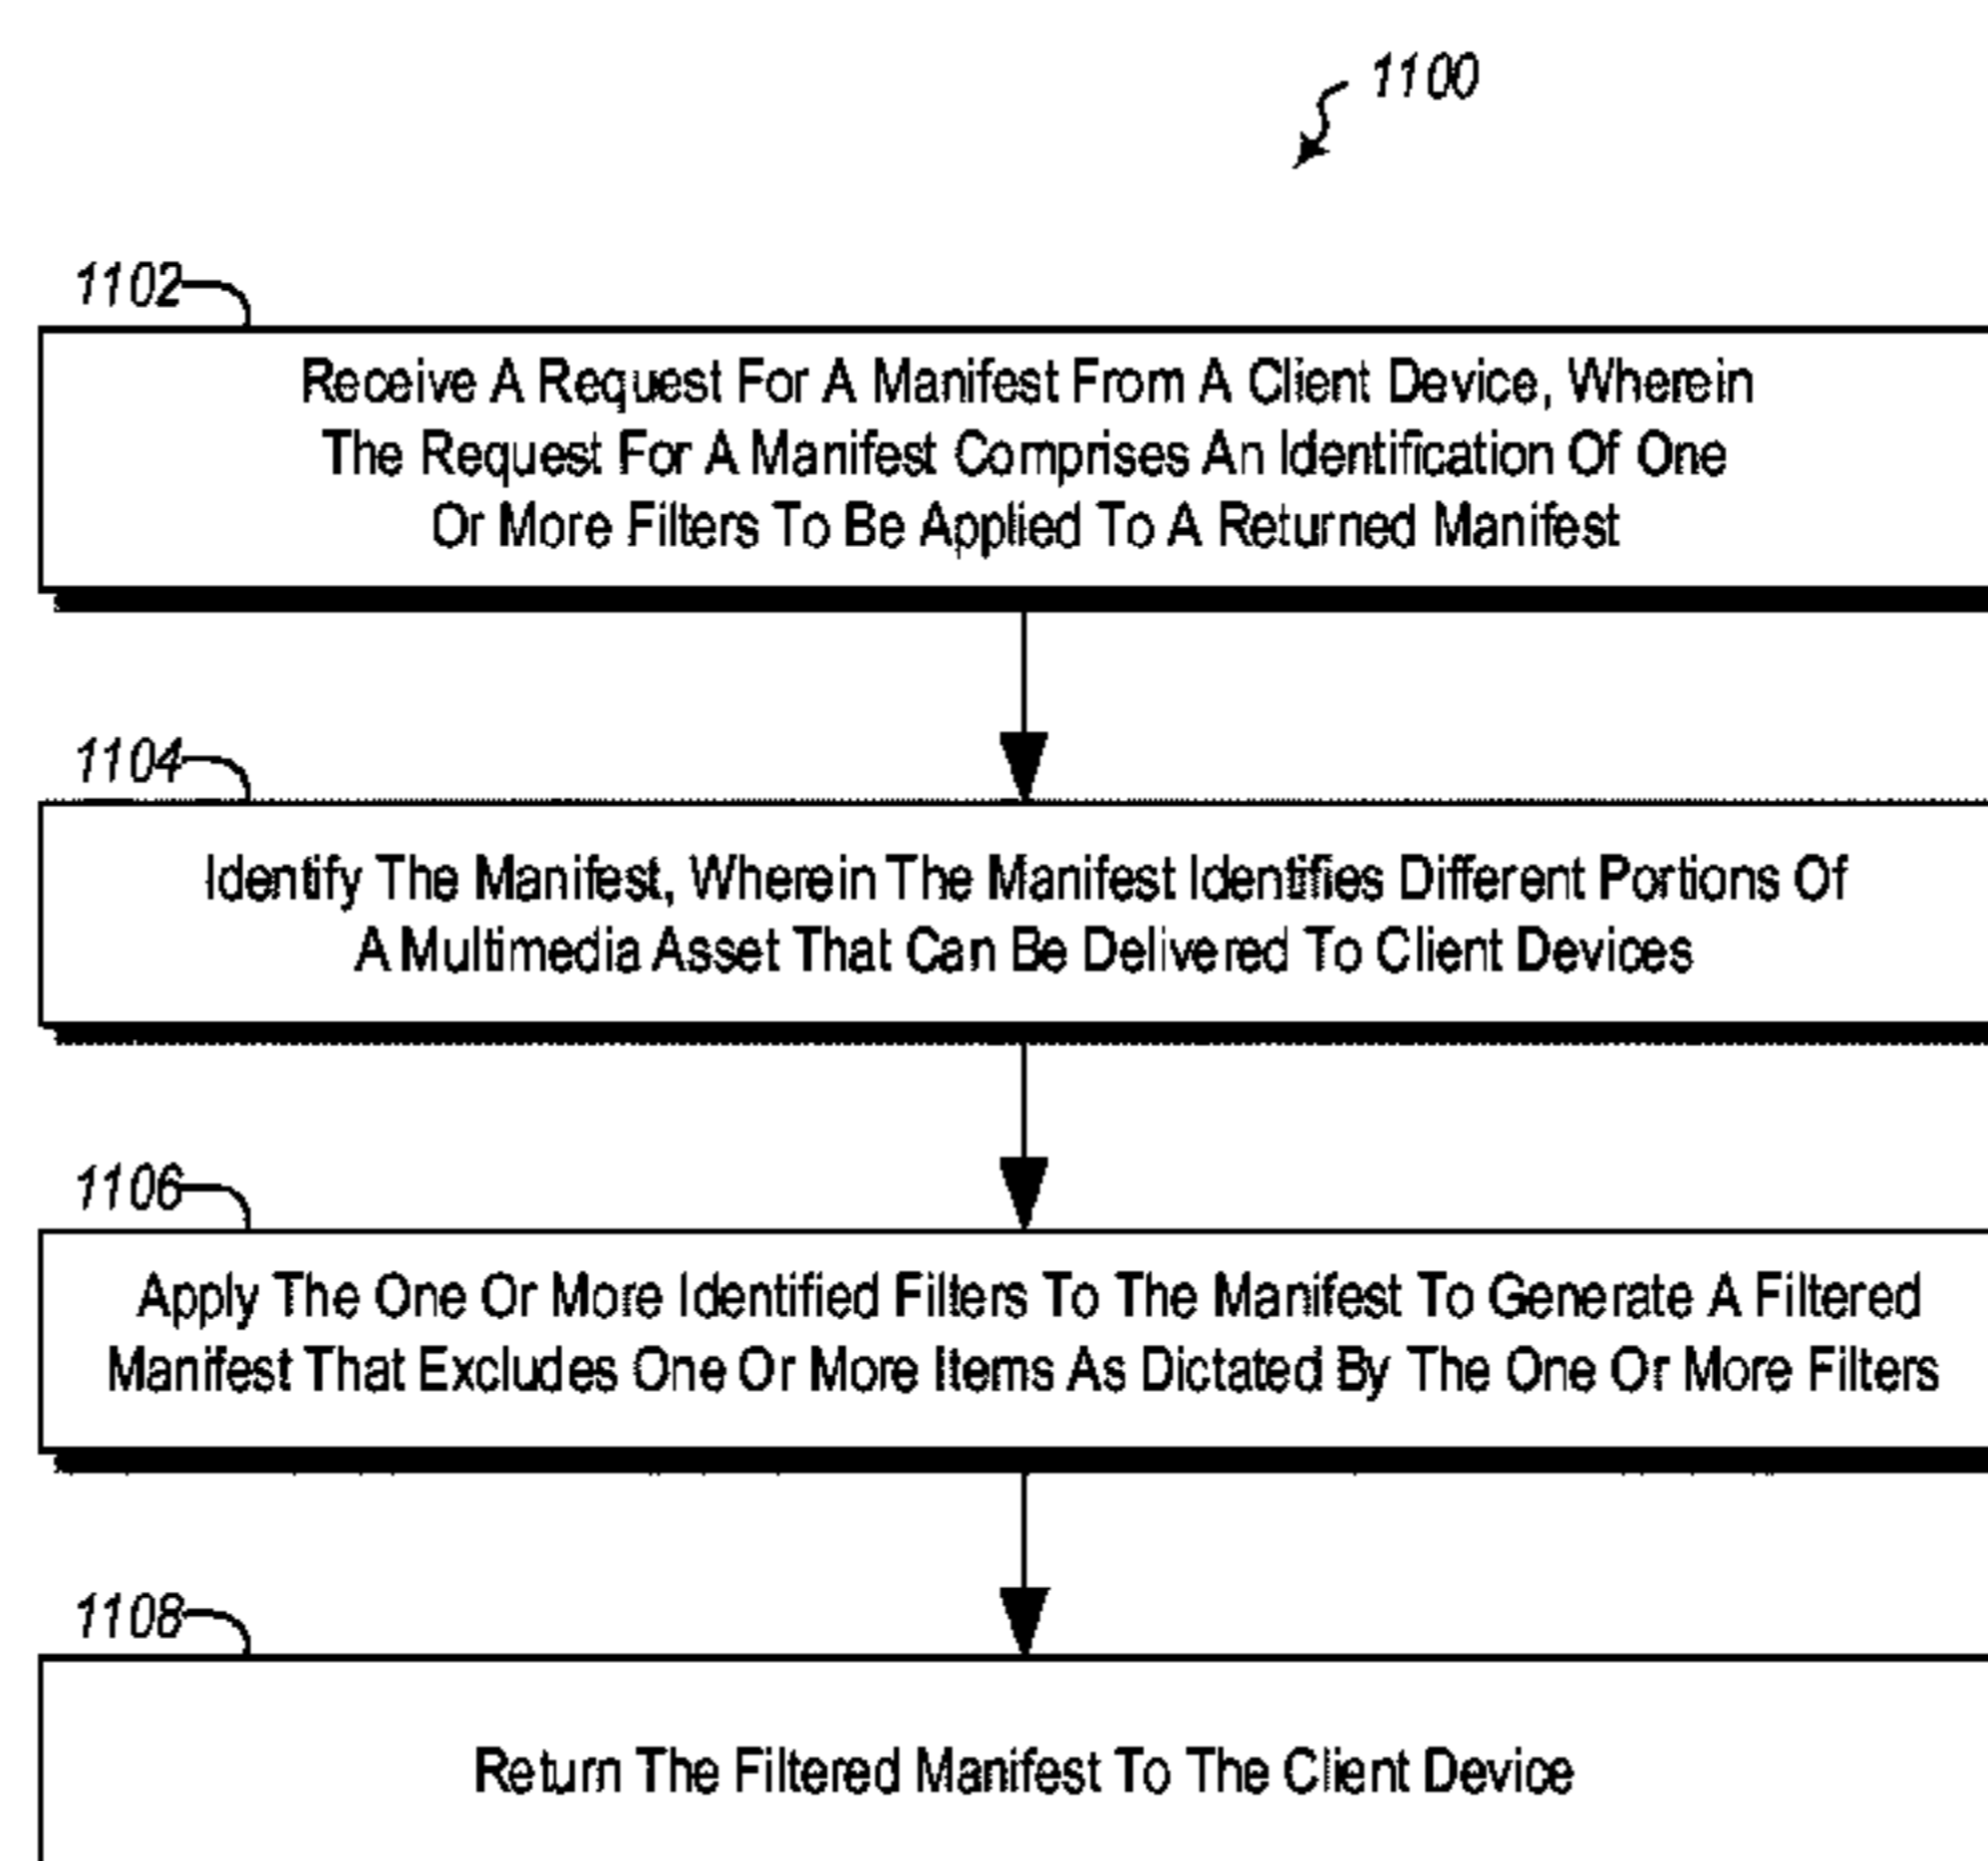 1100
1102
Receive A Request For A Manifest From A Client Device, Wherein
The Request For A Manifest Comprises An Identification Of One
Or More Filters To Be Applied To A Returned Manifest
1104
Identify The Manifest, Wherein The Manifest Identifies Different Portions Of
A Multimedia Asset That Can Be Delivered To Client Devices
1106
Apply The One Or More Identified Filters To The Manifest To Generate A Filtered
Manifest That Excludes One Or More Items As Dictated By The One Or More Filters
1108
Return The Filtered Manifest To The Client Device